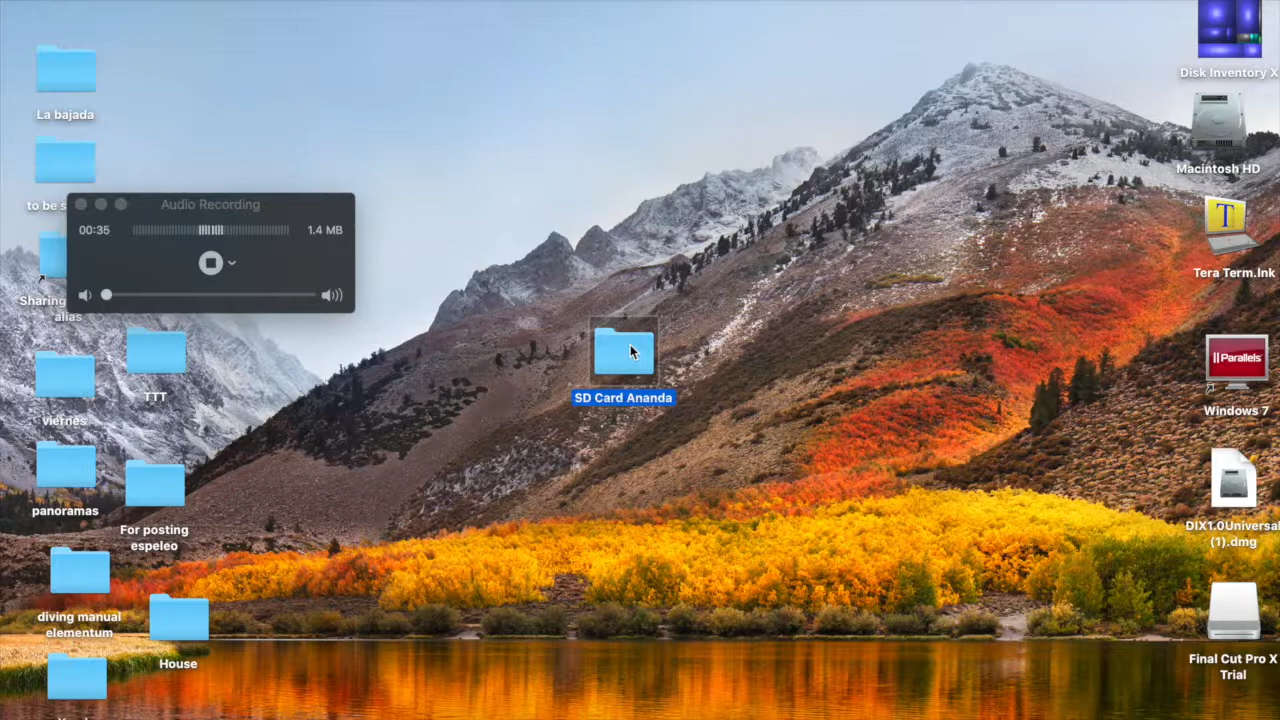 La bajada
to be s
Audio Recording
00:35
1.4 MB
Sharing
alias
viernes
TTT
panoramas
For posting
espeleo
diving manual
elementum
House
SD Card Ananda
Disk Inventory X
Macintosh HD
T
Tera Term.lnk
Parallels
Windows 7
DIX1.0Universal
(1).dmg
Final Cut Pro X
Trial